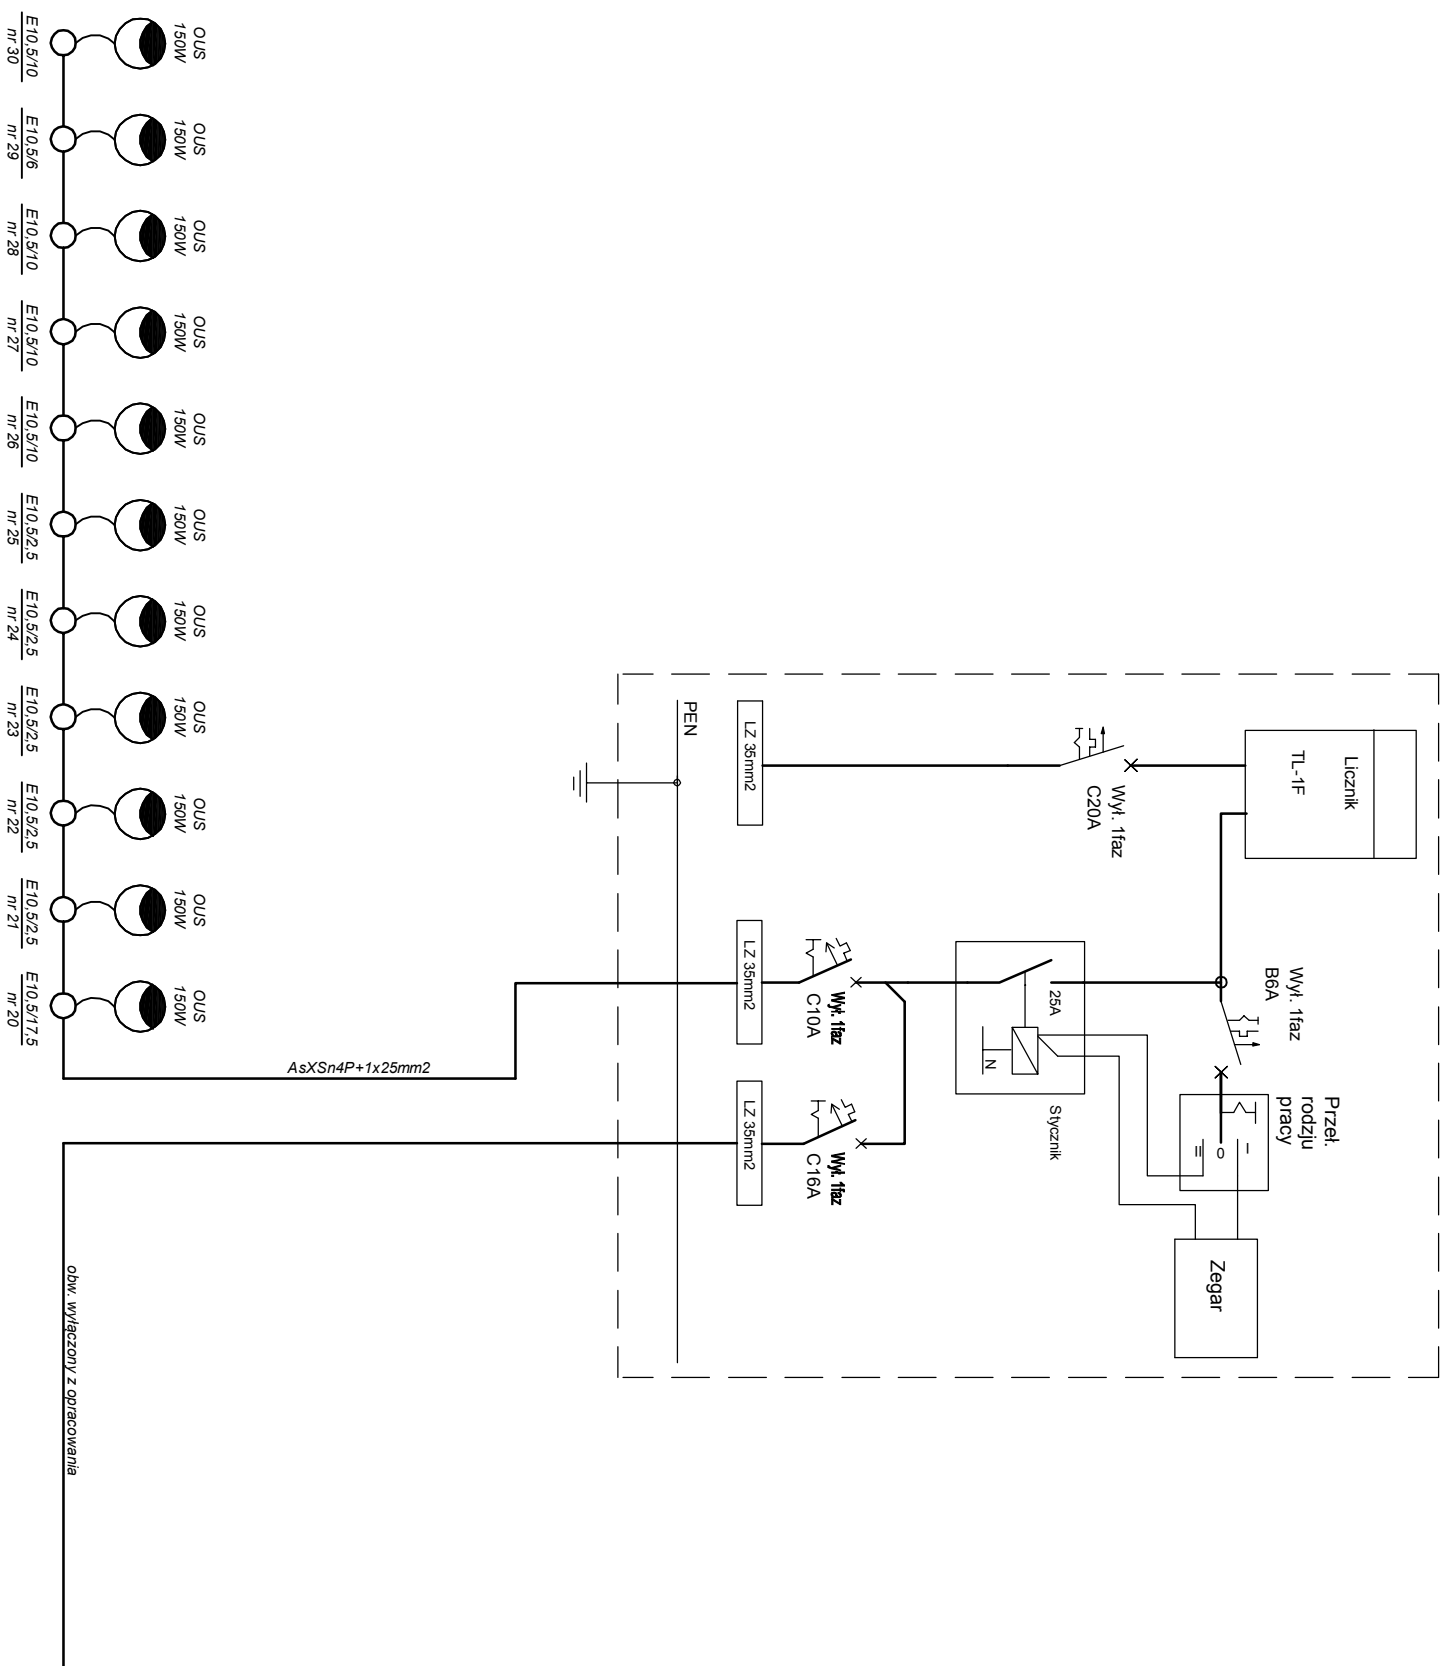 Licznik
TL-1F
Wył. 1faz
B6A
Przeł.
rodzju
pracy
I
0
II
Zegar
Wył. 1faz
C20A
25A
N
Stycznik
Wył. 1faz
C10A
Wył. 1faz
C16A
LZ 35mm2
LZ 35mm2
LZ 35mm2
PEN
AsXSn4P+1x25mm2
OUS
150W
OUS
150W
OUS
150W
OUS
150W
OUS
150W
OUS
150W
OUS
150W
OUS
150W
OUS
150W
OUS
150W
OUS
150W
obw. wyłączony z opracowania
E10,5/10
nr 30
E10,5/6
nr 29
E10,5/10
nr 28
E10,5/10
nr 27
E10,5/10
nr 26
E10,5/2,5
nr 25
E10,5/2,5
nr 24
E10,5/2,5
nr 23
E10,5/2,5
nr 22
E10,5/2,5
nr 21
E10,5/17,5
nr 20